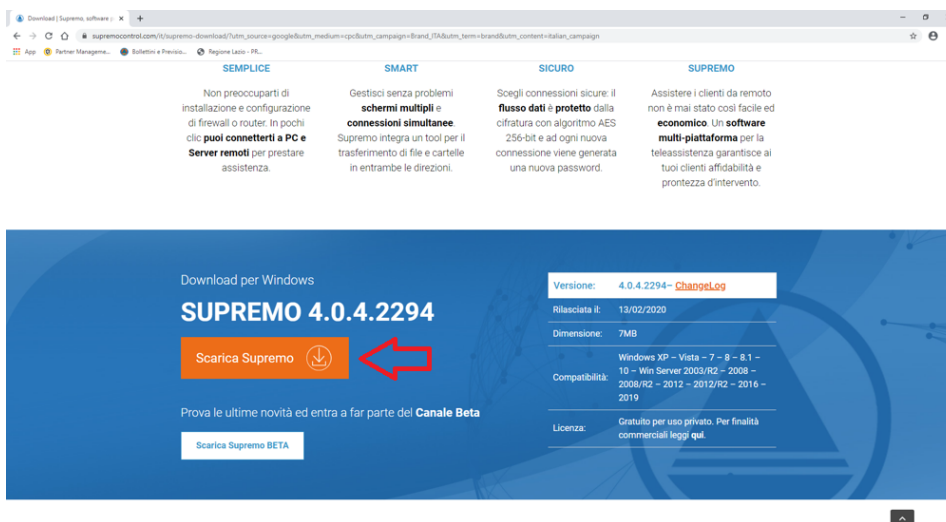 Download | Supremo, software p
supremocontrol.com/it/supremo-download/?utm_source=google&utm_medium=cpc&utm_campaign=Brand_ITA&utm_term=brand&utm_content=italian_campaign
App Partner Manageme... Bollettini e Previsio... Regione Lazio - PR...
SEMPLICE
Non preoccuparti di
installazione e configurazione
di firewall o router. In pochi
clic puoi connetterti a PC e
Server remoti per prestare
assistenza.
SMART
Gestisci senza problemi
schermi multipli e
connessioni simultanee.
Supremo integra un tool per il
trasferimento di file e cartelle
in entrambe le direzioni.
SICURO
Scegli connessioni sicure: il
flusso dati è protetto dalla
cifratura con algoritmo AES
256-bit e ad ogni nuova
connessione viene generata
una nuova password.
SUPREMO
Assistere i clienti da remoto
non è mai stato così facile ed
economico. Un software
multi-piattaforma per la
teleassistenza garantisce ai
tuoi clienti affidabilità e
prontezza d'intervento.
Download per Windows
SUPREMO 4.0.4.2294
Scarica Supremo
Prova le ultime novità ed entra a far parte del Canale Beta
Scarica Supremo BETA
Versione: 4.0.4.2294– ChangeLog
Rilasciata il: 13/02/2020
Dimensione: 7MB
Compatibilità: Windows XP – Vista – 7 – 8 – 8.1 –
10 – Win Server 2003/R2 – 2008 –
2008/R2 – 2012 – 2012/R2 – 2016 –
2019
Licenza: Gratuito per uso privato. Per finalità
commerciali leggi qui.